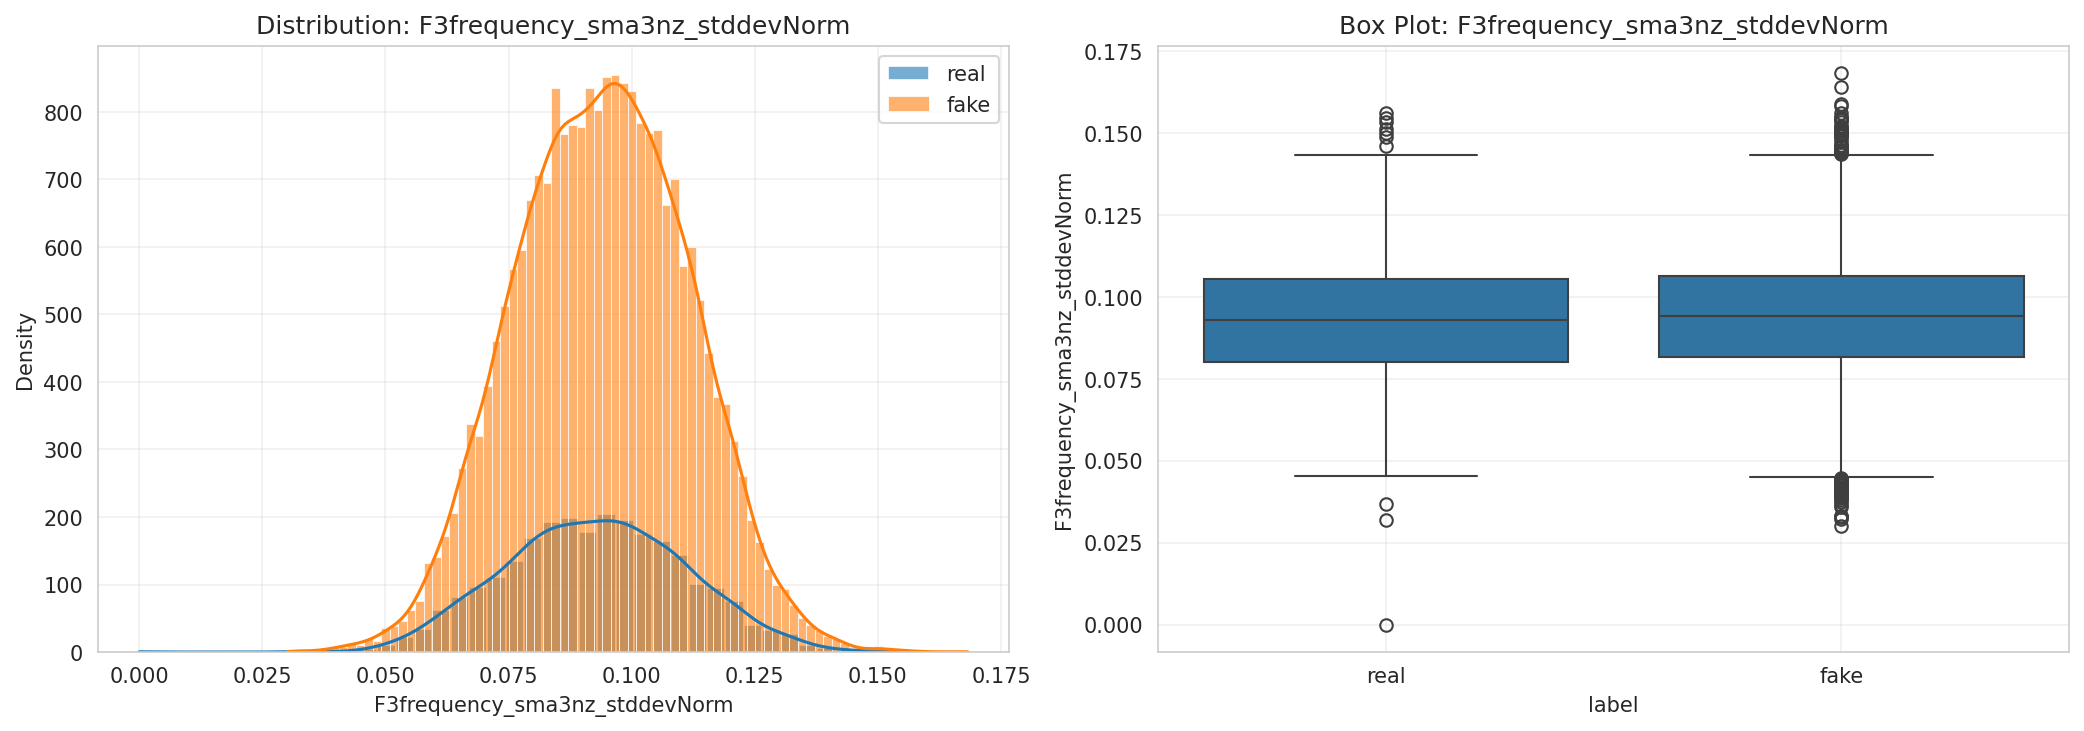 Distribution: F3frequency_sma3nz_stddevNorm
real
fake
Density
800
700
600
500
400
300
200
100
0
0.000 0.025 0.050 0.075 0.100 0.125 0.150 0.175
F3frequency_sma3nz_stddevNorm
Box Plot: F3frequency_sma3nz_stddevNorm
F3frequency_sma3nz_stddevNorm
0.175
0.150
0.125
0.100
0.075
0.050
0.025
0.000
real fake
label